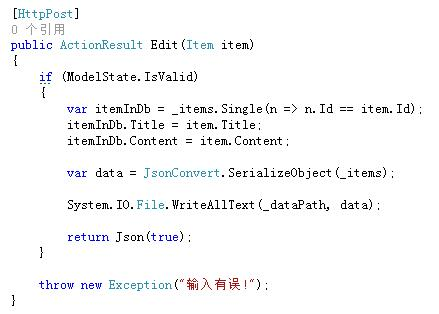 [HttpPost]
0 个引用
public ActionResult Edit(Item item)
{
    if (ModelState.IsValid)
    {
        var itemInDb = _items.Single(n => n.Id == item.Id);
        itemInDb.Title = item.Title;
        itemInDb.Content = item.Content;

        var data = JsonConvert.SerializeObject(_items);

        System.IO.File.WriteAllText(_dataPath, data);

        return Json(true);
    }

    throw new Exception("输入有误!");
}